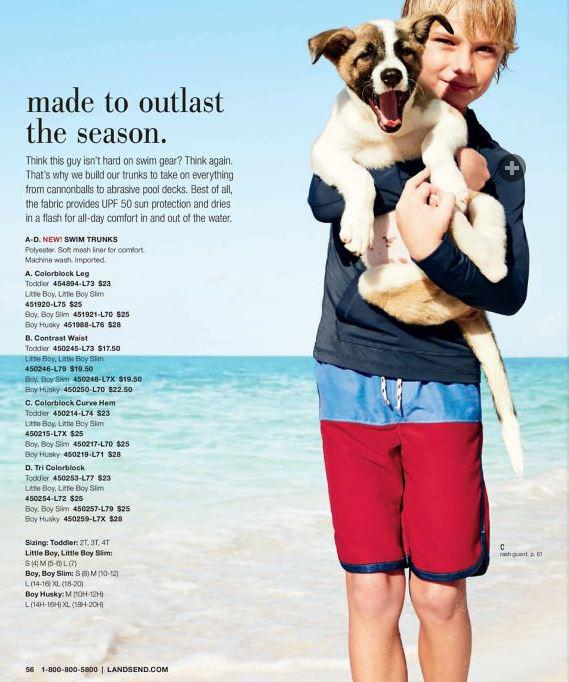 made to outlast
the season.
Think this guy isn't hard on swim gear? Think again.
That's why we build our trunks to take on everything
from cannonballs to abrasive pool decks. Best of all,
the fabric provides UPF 50 sun protection and dries
in a flash for all-day comfort in and out of the water.
A-D. NEW! SWIM TRUNKS
Polyester. Soft mesh liner for comfort.
Machine wash. Imported.
A. Colorblock Leg
Toddler 454894-L73 $23
Little Boy, Little Boy Slim
451920-L75 $25
Boy, Boy Slim 451921-L70 $25
Boy Husky 451988-L76 $28
B. Contrast Waist
Toddler 450245-L73 $17.50
Little Boy, Little Boy Slim
450246-L79 $19.50
Boy, Boy Slim 450248-L7X $19.50
Boy Husky 450250-L70 $22.50
C. Colorblock Curve Hem
Toddler 450214-L74 $23
Little Boy, Little Boy Slim
450215-L7X $25
Boy, Boy Slim 450217-L70 $25
Boy Husky 450219-L71 $28
D. Tri Colorblock
Toddler 450253-L77 $23
Little Boy, Little Boy Slim
450254-L72 $25
Boy, Boy Slim 450257-L79 $25
Boy Husky 450259-L7X $28
Sizing: Toddler: 2T, 3T, 4T
Little Boy, Little Boy Slim:
S (4) M (5-6) L (7)
Boy, Boy Slim: S (8) M (10-12)
L (14-16) XL (18-20)
Boy Husky: M (10H-12H)
L (14H-16H) XL (18H-20H)
C
rash guard, p. 61
56 1-800-800-5800 | LANDSEND.COM